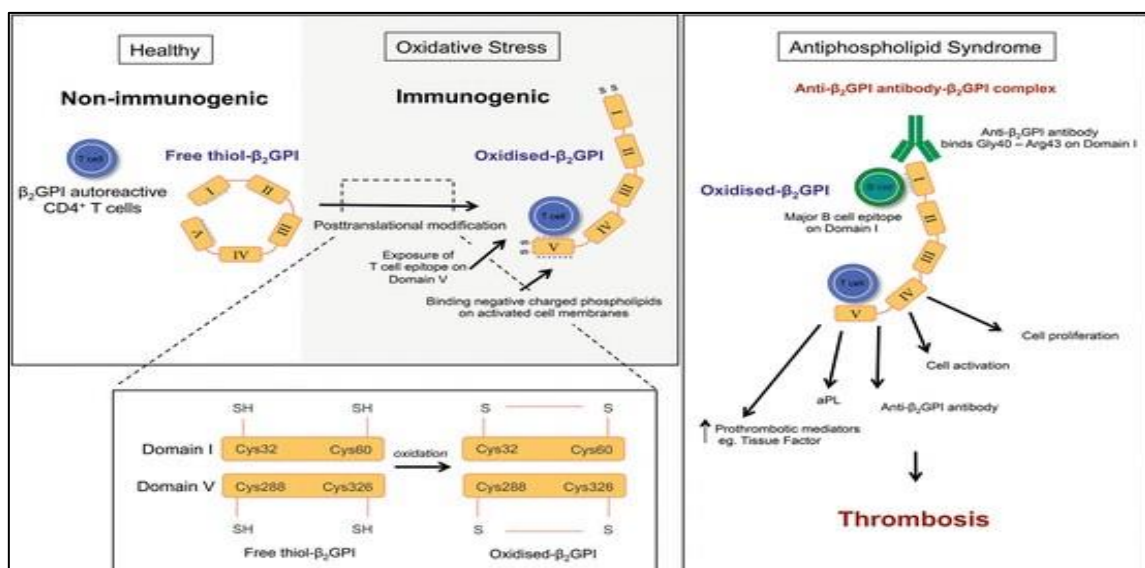 Healthy
Non-immunogenic
T cell
β₂GPI autoreactive
CD4⁺ T cells
Free thiol-β₂GPI
I
II
III
IV
V
Oxidative Stress
Immunogenic
S S
I
II
III
IV
V
Oxidised-β₂GPI
T cell
S
S
Posttranslational modification
Exposure of
T cell epitope on
Domain V
Binding negative charged phospholipids
on activated cell membranes
SH
SH
S
S
Domain I
Cys32
Cys60
oxidation
Cys32
Cys60
Domain V
Cys288
Cys326
Cys288
Cys326
SH
SH
S
S
Free thiol-β₂GPI
Oxidised-β₂GPI
Antiphospholipid Syndrome
Anti-β₂GPI antibody-β₂GPI complex
Anti-β₂GPI antibody
binds Gly40 – Arg43 on Domain I
Oxidised-β₂GPI
B cell
Major B cell epitope
on Domain I
I
II
III
IV
V
T cell
Cell proliferation
Cell activation
aPL
Anti-β₂GPI antibody
Prothrombotic mediators
eg. Tissue Factor
Thrombosis